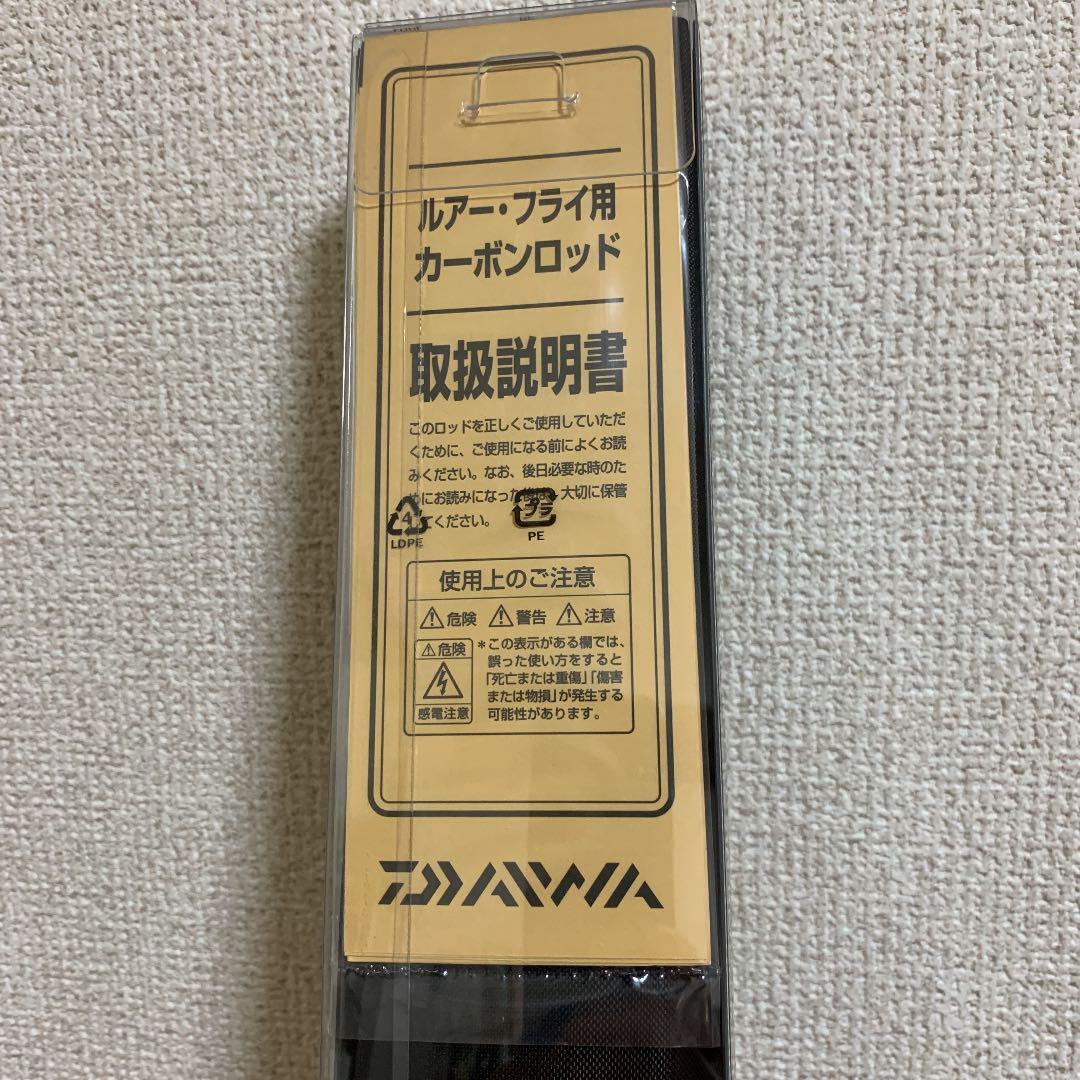 ルアー・フライ用
カーボンロッド
取扱説明書
このロッドを正しくご使用していただ
くために、ご使用になる前によくお読
みください。なお、後日必要な時のた
めにお読みになった後は、大切に保管
してください。
4
LDPE
プラ
PE
使用上のご注意
危険 警告 注意
危険
感電注意
*この表示がある欄では、
誤った使い方をすると
「死亡または重傷」「傷害
または物損」が発生する
可能性があります。
DAIWA